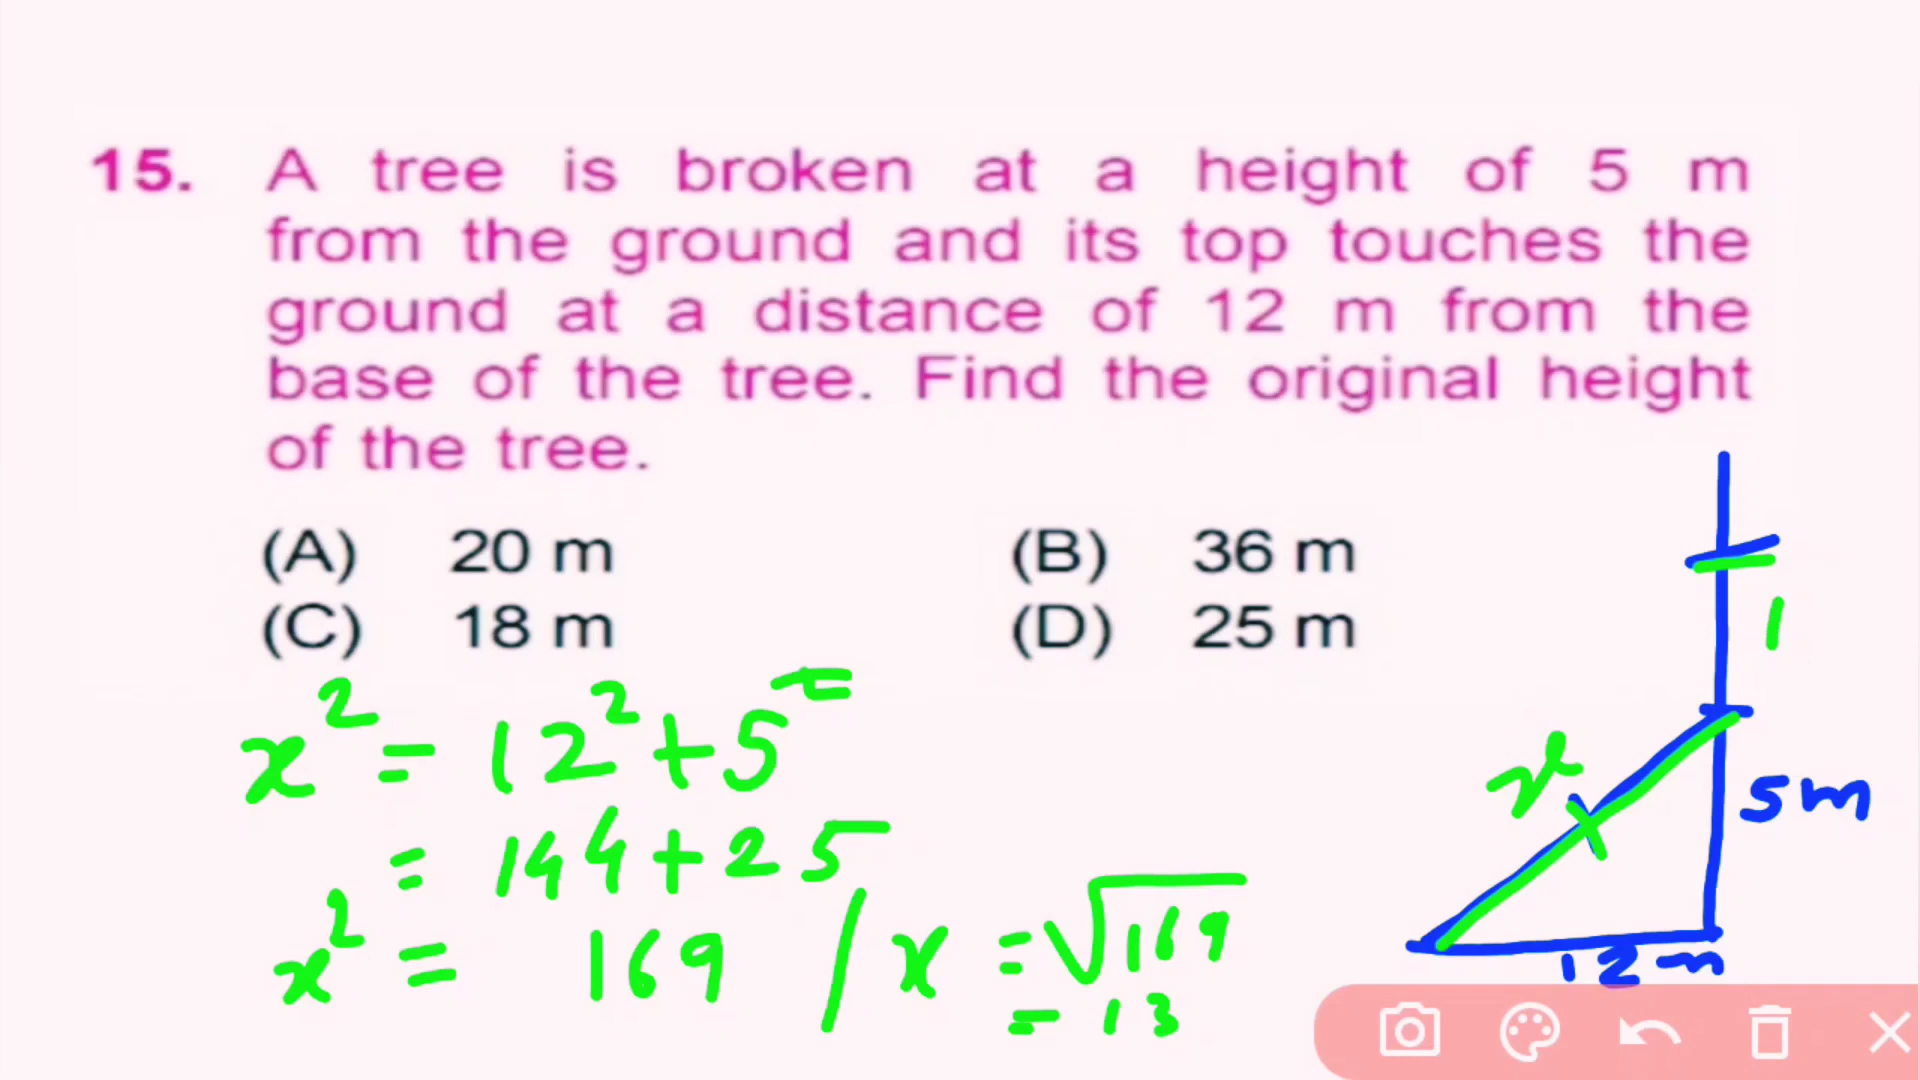 15. A tree is broken at a height of 5 m
from the ground and its top touches the
ground at a distance of 12 m from the
base of the tree. Find the original height
of the tree.
(A) 20 m (B) 36 m
(C) 18 m (D) 25 m
x² = 12² + 5²
= 144 + 25
x² = 169 / x = √169
= 13
1
x
5m
12m